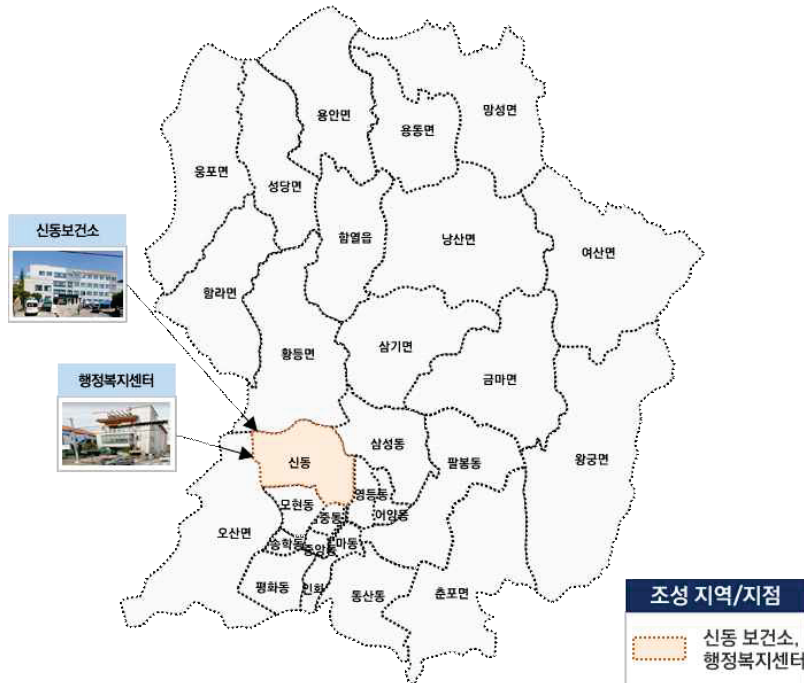 용안면
용동면
망성면
웅포면
성당면
함열읍
낭산면
여산면
신동보건소
함라면
황등면
삼기면
금마면
행정복지센터
신동
삼성동
팔봉동
왕궁면
영등동
모현동
중동
어양동
오산면
송학동
중앙동
마동
평화동
인화
동산동
춘포면
조성 지역/지점
신동 보건소,
행정복지센터